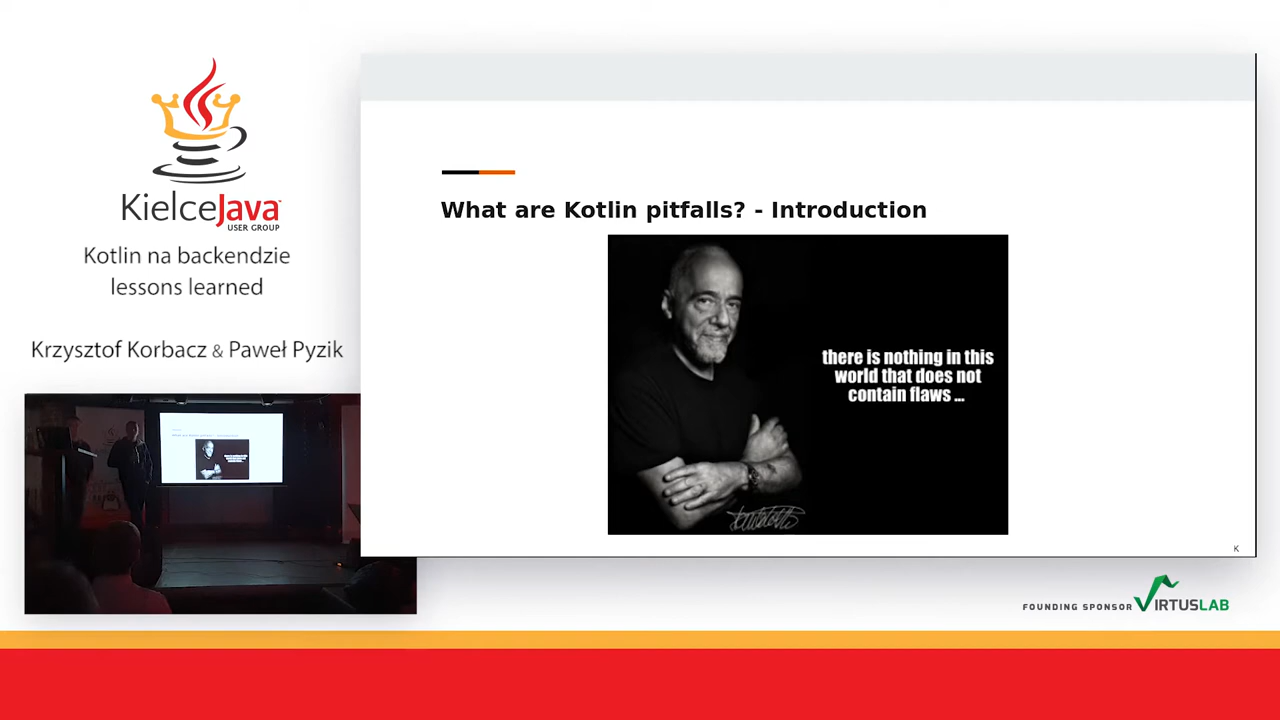 KielceJava
USER GROUP
Kotlin na backendzie
lessons learned
Krzysztof Korbacz & Paweł Pyzik
What are Kotlin pitfalls? - Introduction
there is nothing in this
world that does not
contain flaws ...
K
FOUNDING SPONSOR VIRTUSLAB